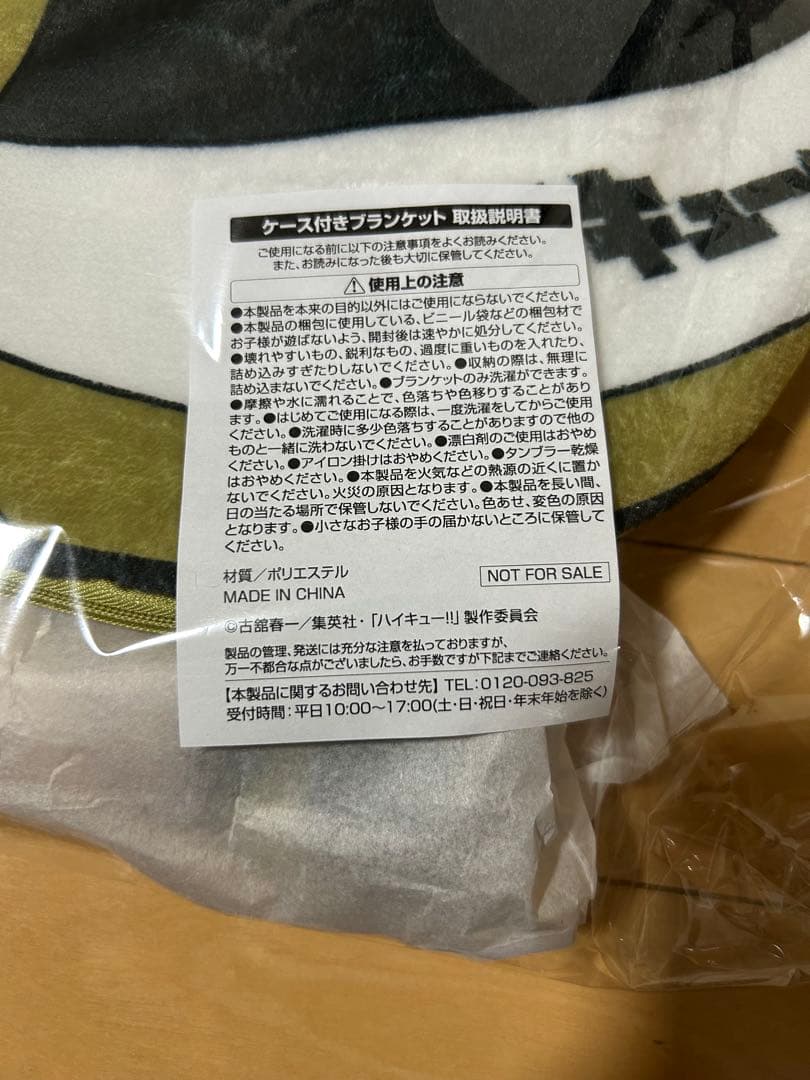 キュー
ケース付きブランケット 取扱説明書
ご使用になる前に以下の注意事項をよくお読みください。
また、お読みになった後も大切に保管してください。
使用上の注意
●本製品を本来の目的以外にはご使用にならないでください。
●本製品の梱包に使用している、ビニール袋などの梱包材で
お子様が遊ばないよう、開封後は速やかに処分してください。
●壊れやすいもの、鋭利なもの、過度に重いものを入れたり、
詰め込みすぎたりしないでください。●収納の際は、無理に
詰め込まないでください。●ブランケットのみ洗濯ができます。
●摩擦や水に濡れることで、色落ちや色移りすることがあり
ます。●はじめてご使用になる際は、一度洗濯をしてからご使用
ください。●洗濯時に多少色落ちすることがありますので他の
ものと一緒に洗わないでください。●漂白剤のご使用はおやめ
ください。●アイロン掛けはおやめください。●タンブラー乾燥
はおやめください。●本製品を火気などの熱源の近くに置か
ないでください。火災の原因となります。●本製品を長い間、
日の当たる場所で保管しないでください。色あせ、変色の原因
となります。●小さなお子様の手の届かないところに保管して
ください。
材質／ポリエステル
MADE IN CHINA
NOT FOR SALE
©古舘春一／集英社・「ハイキュー!!」製作委員会
製品の管理、発送には充分な注意を払っておりますが、
万一不都合な点がございましたら、お手数ですが下記までご連絡ください。
【本製品に関するお問い合わせ先】TEL:0120-093-825
受付時間:平日10:00～17:00(土・日・祝日・年末年始を除く)